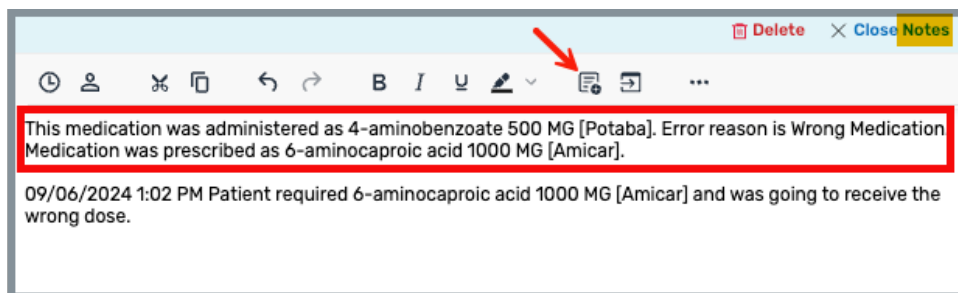 Delete Close Notes
B I U
This medication was administered as 4-aminobenzoate 500 MG [Potaba]. Error reason is Wrong Medication.
Medication was prescribed as 6-aminocaproic acid 1000 MG [Amicar].
09/06/2024 1:02 PM Patient required 6-aminocaproic acid 1000 MG [Amicar] and was going to receive the
wrong dose.